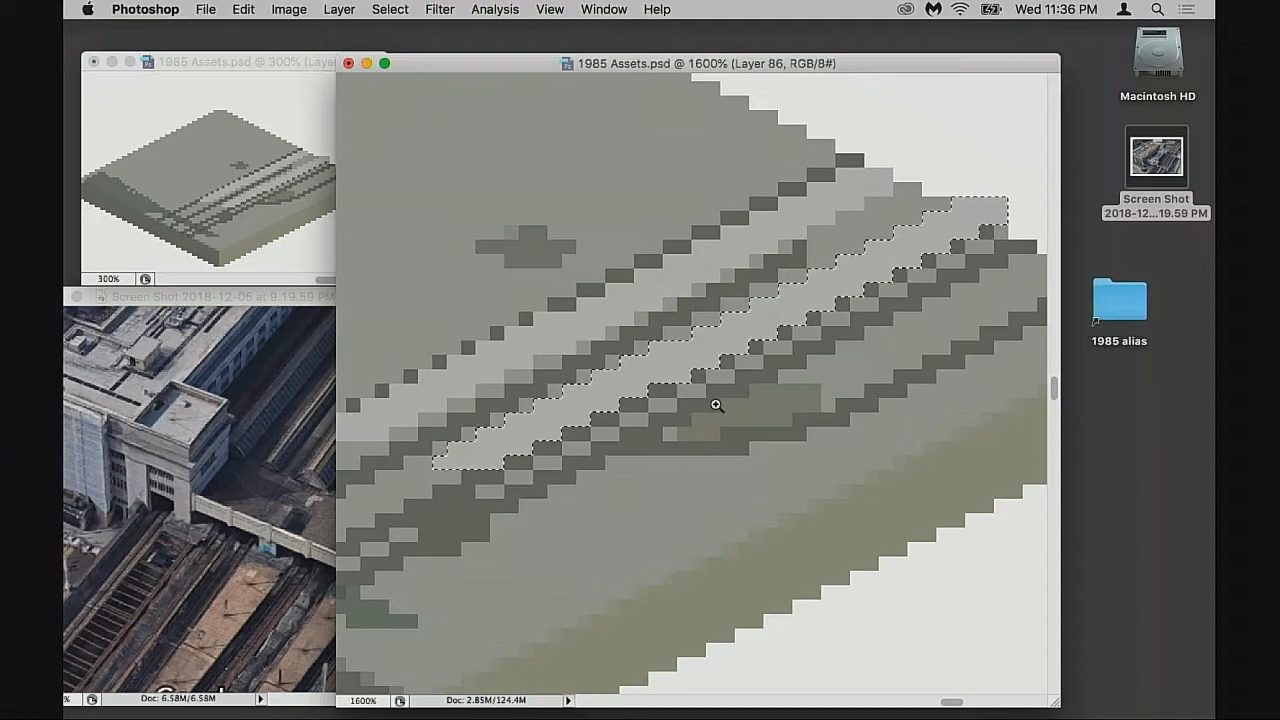 Photoshop File Edit Image Layer Select Filter Analysis View Window Help Wed 11:36 PM
1985 Assets.psd @ 300% (Laye
1985 Assets.psd @ 1600% (Layer 86, RGB/8#)
Macintosh HD
Screen Shot
2018-12...19.59 PM
300%
Screen Shot 2018-12-05 at 9.19.59 PM
1985 alias
%
Doc: 6.58M/6.58M
1600%
Doc: 2.85M/124.4M